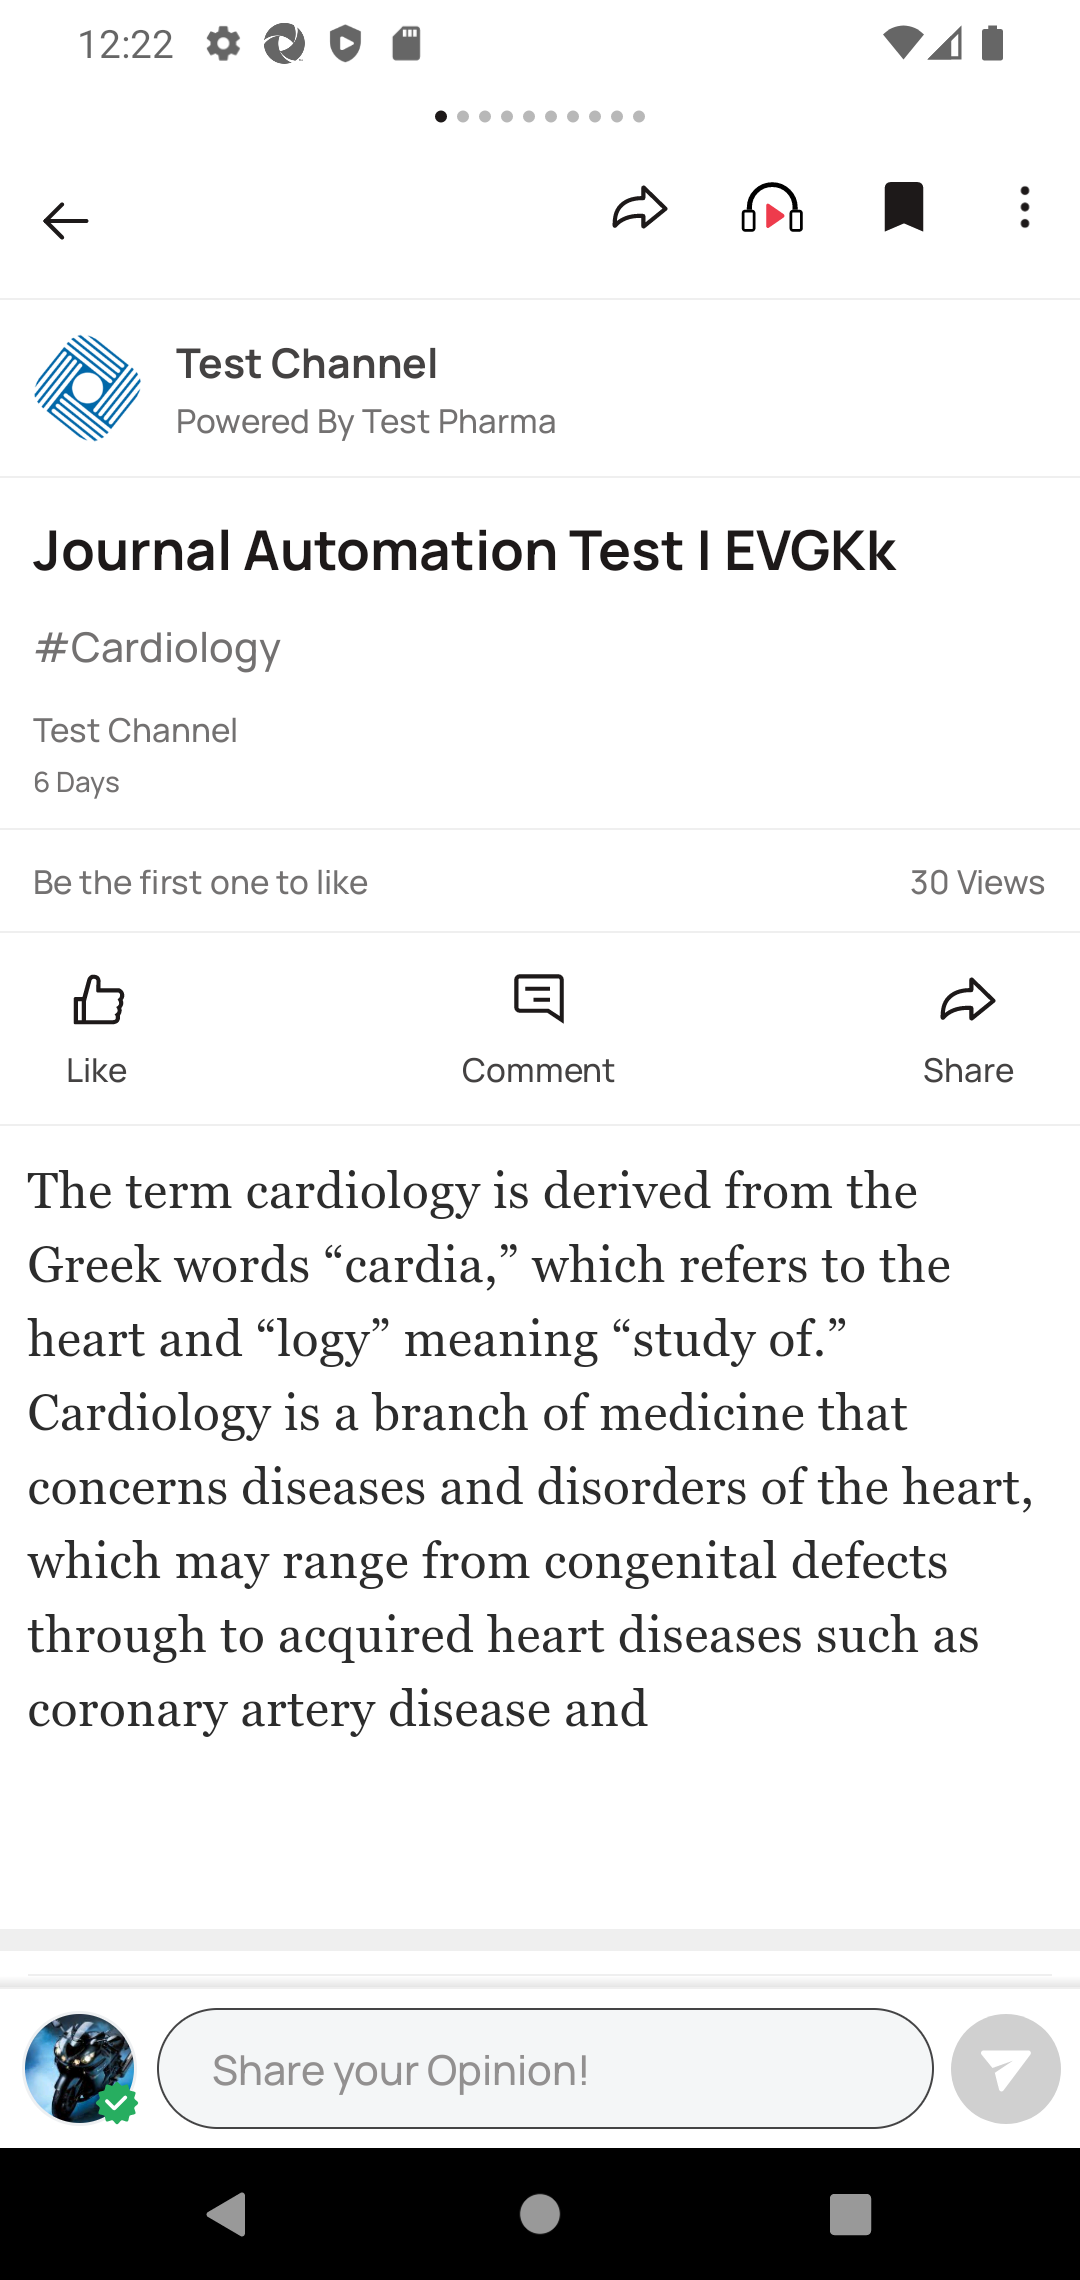 12:22
Test Channel
Powered By Test Pharma
Journal Automation Test I EVGKk
#Cardiology
Test Channel
6 Days
Be the first one to like
30 Views
Like
Comment
Share
The term cardiology is derived from the
Greek words “cardia,” which refers to the
heart and “logy” meaning “study of.”
Cardiology is a branch of medicine that
concerns diseases and disorders of the heart,
which may range from congenital defects
through to acquired heart diseases such as
coronary artery disease and
Share your Opinion!